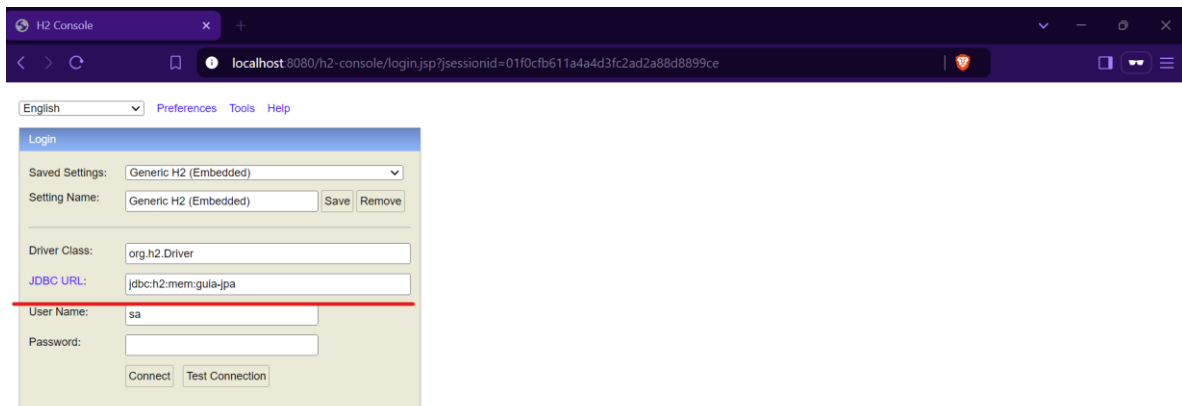 H2 Console
localhost:8080/h2-console/login.jsp?jsessionid=01f0cfb611a4a4d3fc2ad2a88d8899ce
English Preferences Tools Help
Login
Saved Settings: Generic H2 (Embedded)
Setting Name: Generic H2 (Embedded) Save Remove
Driver Class: org.h2.Driver
JDBC URL: jdbc:h2:mem:guia-jpa
User Name: sa
Password:
Connect Test Connection